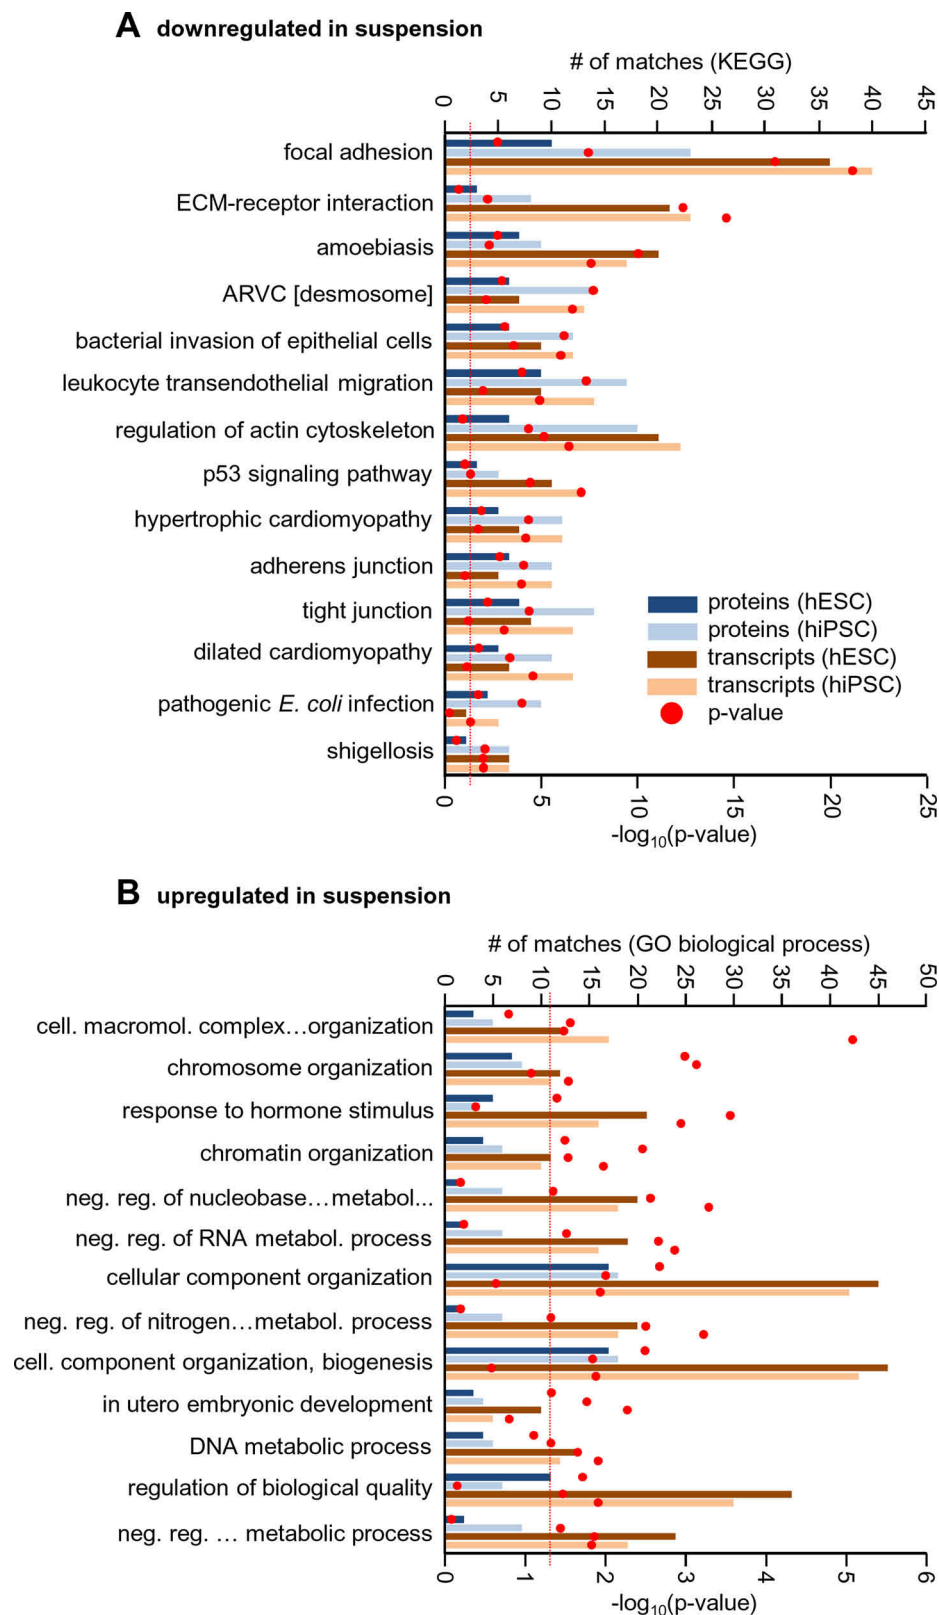 A downregulated in suspension
# of matches (KEGG)
0 5 10 15 20 25 30 35 40 45
focal adhesion
ECM-receptor interaction
amoebiasis
ARVC [desmosome]
bacterial invasion of epithelial cells
leukocyte transendothelial migration
regulation of actin cytoskeleton
p53 signaling pathway
hypertrophic cardiomyopathy
adherens junction
tight junction
dilated cardiomyopathy
pathogenic E. coli infection
shigellosis
proteins (hESC)
proteins (hiPSC)
transcripts (hESC)
transcripts (hiPSC)
p-value
0 5 10 15 20 25
-log10(p-value)
B upregulated in suspension
# of matches (GO biological process)
0 5 10 15 20 25 30 35 40 45 50
cell. macromol. complex…organization
chromosome organization
response to hormone stimulus
chromatin organization
neg. reg. of nucleobase…metabol...
neg. reg. of RNA metabol. process
cellular component organization
neg. reg. of nitrogen…metabol. process
cell. component organization, biogenesis
in utero embryonic development
DNA metabolic process
regulation of biological quality
neg. reg. … metabolic process
0 1 2 3 4 5 6
-log10(p-value)